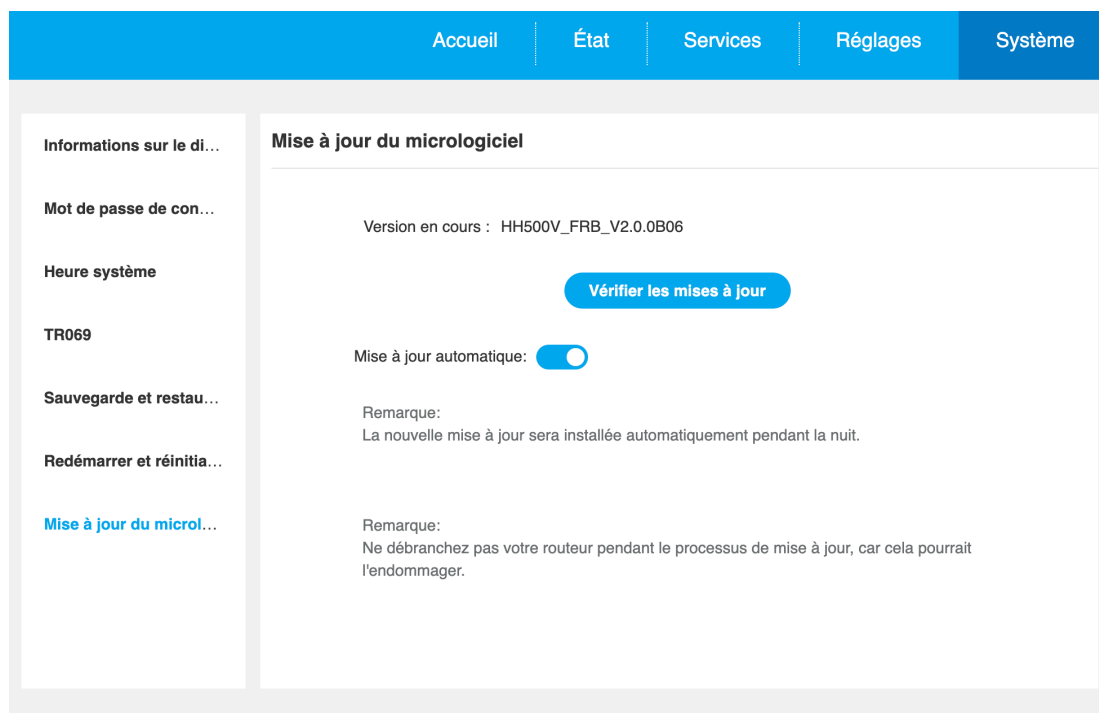 Accueil
État
Services
Réglages
Système
Informations sur le di...
Mot de passe de con...
Heure système
TR069
Sauvegarde et restau...
Redémarrer et réinitia...
Mise à jour du microl...
Mise à jour du micrologiciel
Version en cours : HH500V_FRB_V2.0.0B06
Vérifier les mises à jour
Mise à jour automatique:
Remarque:
La nouvelle mise à jour sera installée automatiquement pendant la nuit.
Remarque:
Ne débranchez pas votre routeur pendant le processus de mise à jour, car cela pourrait
l'endommager.